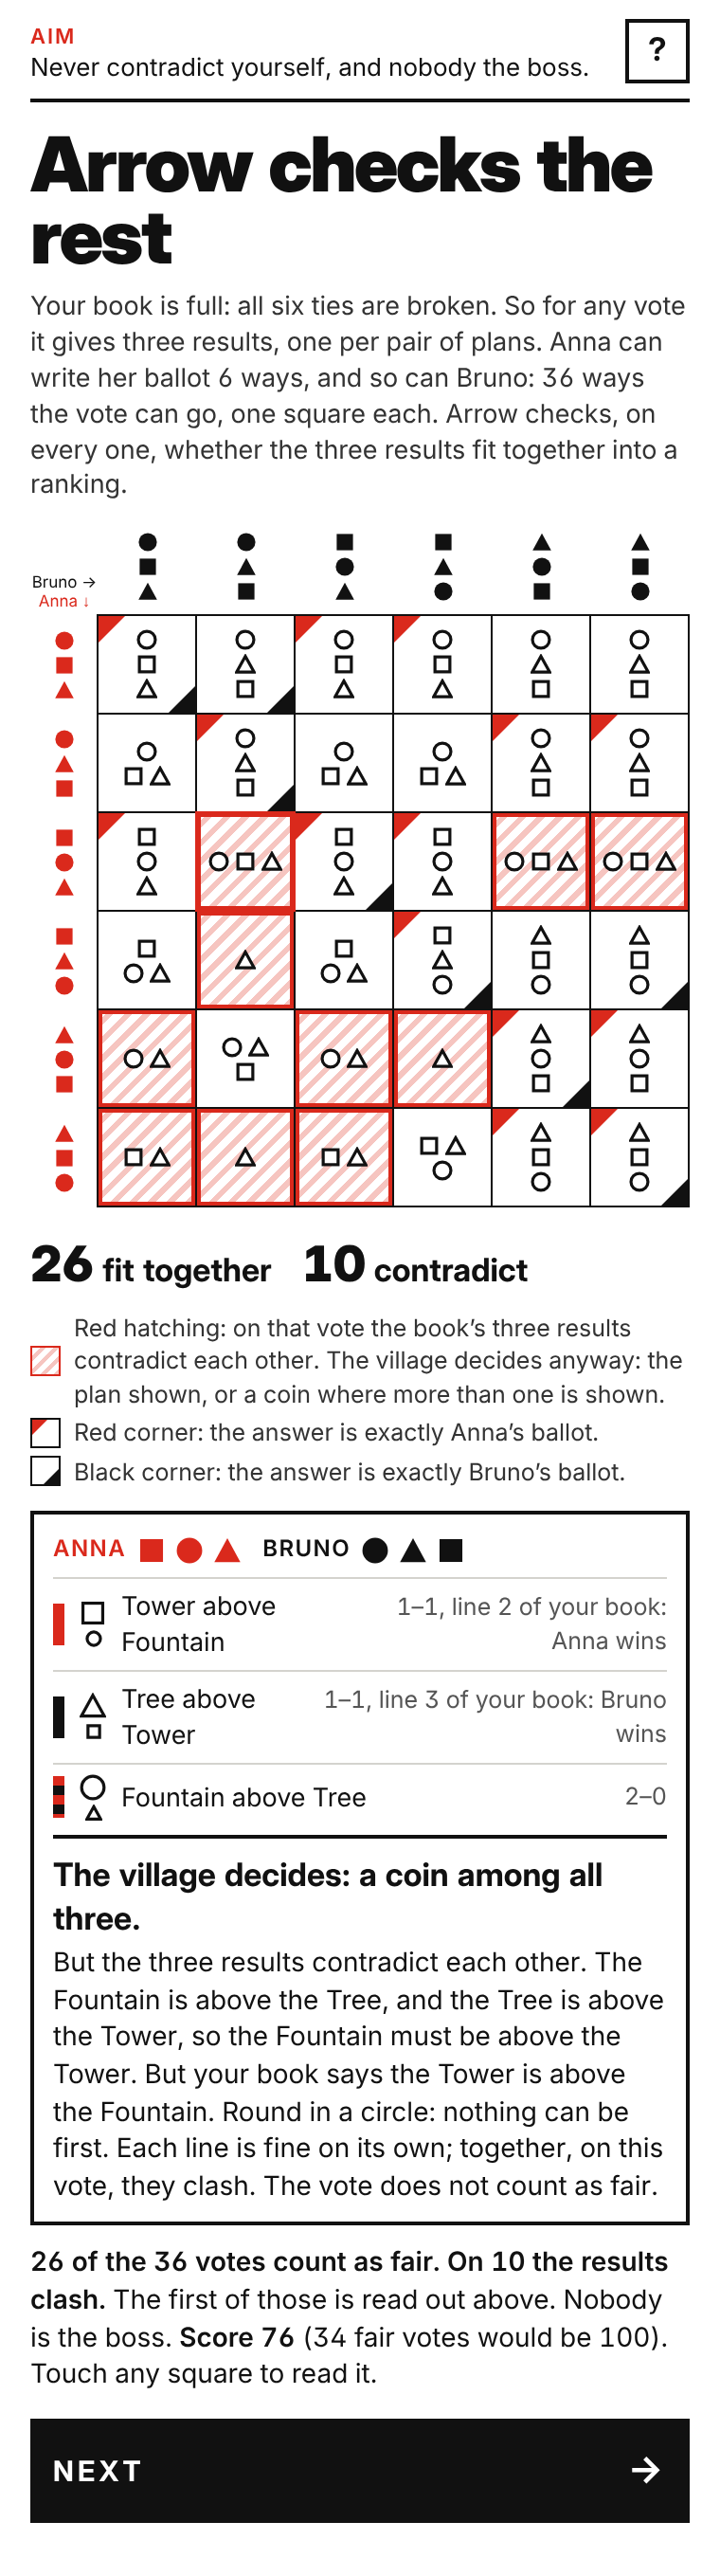 AIM
Never contradict yourself, and nobody the boss.
?
Arrow checks the
rest
Your book is full: all six ties are broken. So for any vote
it gives three results, one per pair of plans. Anna can
write her ballot 6 ways, and so can Bruno: 36 ways
the vote can go, one square each. Arrow checks, on
every one, whether the three results fit together into a
ranking.
Bruno →
Anna ↓
26 fit together 10 contradict
Red hatching: on that vote the book’s three results
contradict each other. The village decides anyway: the
plan shown, or a coin where more than one is shown.
Red corner: the answer is exactly Anna’s ballot.
Black corner: the answer is exactly Bruno’s ballot.
ANNA BRUNO
Tower above
Fountain
1–1, line 2 of your book:
Anna wins
Tree above
Tower
1–1, line 3 of your book: Bruno
wins
Fountain above Tree 2–0
The village decides: a coin among all
three.
But the three results contradict each other. The
Fountain is above the Tree, and the Tree is above
the Tower, so the Fountain must be above the
Tower. But your book says the Tower is above
the Fountain. Round in a circle: nothing can be
first. Each line is fine on its own; together, on this
vote, they clash. The vote does not count as fair.
26 of the 36 votes count as fair. On 10 the results
clash. The first of those is read out above. Nobody
is the boss. Score 76 (34 fair votes would be 100).
Touch any square to read it.
NEXT →